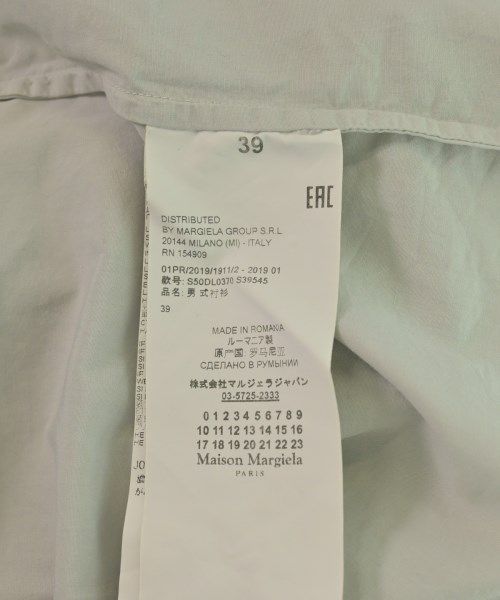 39
EAC
DISTRIBUTED
BY MARGIELA GROUP S.R.L
20144 MILANO (MI) - ITALY
RN 154909
01PR/2019/1911/2 - 2019 01
款号: S50DL0370 S39545
品名: 男式衬衫
39
MADE IN ROMANA
ルーマニア製
原产国: 罗马尼亚
СДЕЛАНО В РУМЫНИИ
株式会社マルジェラジャパン
03-5725-2333
0 1 2 3 4 5 6 7 8 9
10 11 12 13 14 15 16
17 18 19 20 21 22 23
Maison Margiela
PARIS